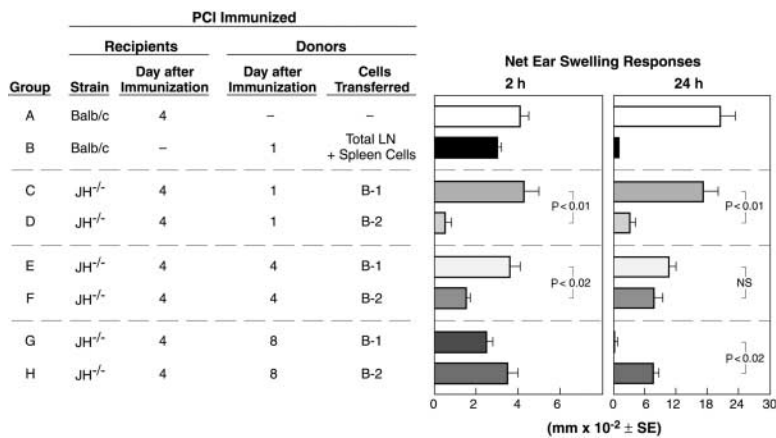 PCI Immunized
Recipients Donors
Net Ear Swelling Responses
Day after Day after Cells
Group Strain Immunization Immunization Transferred 2 h 24 h
A Balb/c 4 – –
B Balb/c – 1 Total LN
+ Spleen Cells
C JH-/- 4 1 B-1
P < 0.01 P < 0.01
D JH-/- 4 1 B-2
E JH-/- 4 4 B-1
P < 0.02 NS
F JH-/- 4 4 B-2
G JH-/- 4 8 B-1
P < 0.02
H JH-/- 4 8 B-2
0 2 4 6 0 6 12 18 24 30
(mm x 10-2 ± SE)